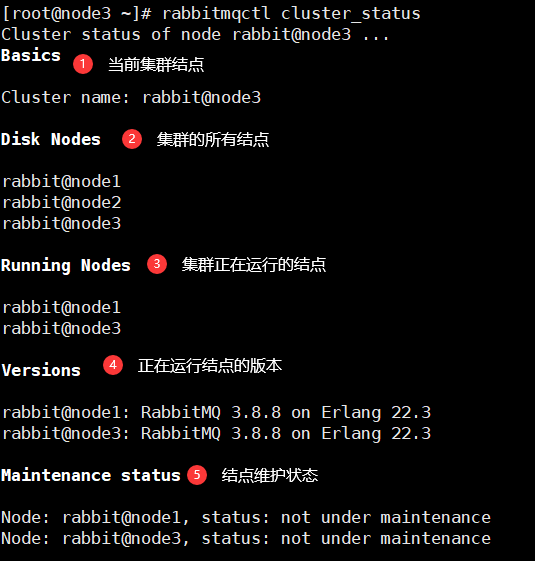 [root@node3 ~]# rabbitmqctl cluster_status
Cluster status of node rabbit@node3 ...
Basics 1 当前集群结点
Cluster name: rabbit@node3
Disk Nodes 2 集群的所有结点
rabbit@node1
rabbit@node2
rabbit@node3
Running Nodes 3 集群正在运行的结点
rabbit@node1
rabbit@node3
Versions 4 正在运行结点的版本
rabbit@node1: RabbitMQ 3.8.8 on Erlang 22.3
rabbit@node3: RabbitMQ 3.8.8 on Erlang 22.3
Maintenance status 5 结点维护状态
Node: rabbit@node1, status: not under maintenance
Node: rabbit@node3, status: not under maintenance